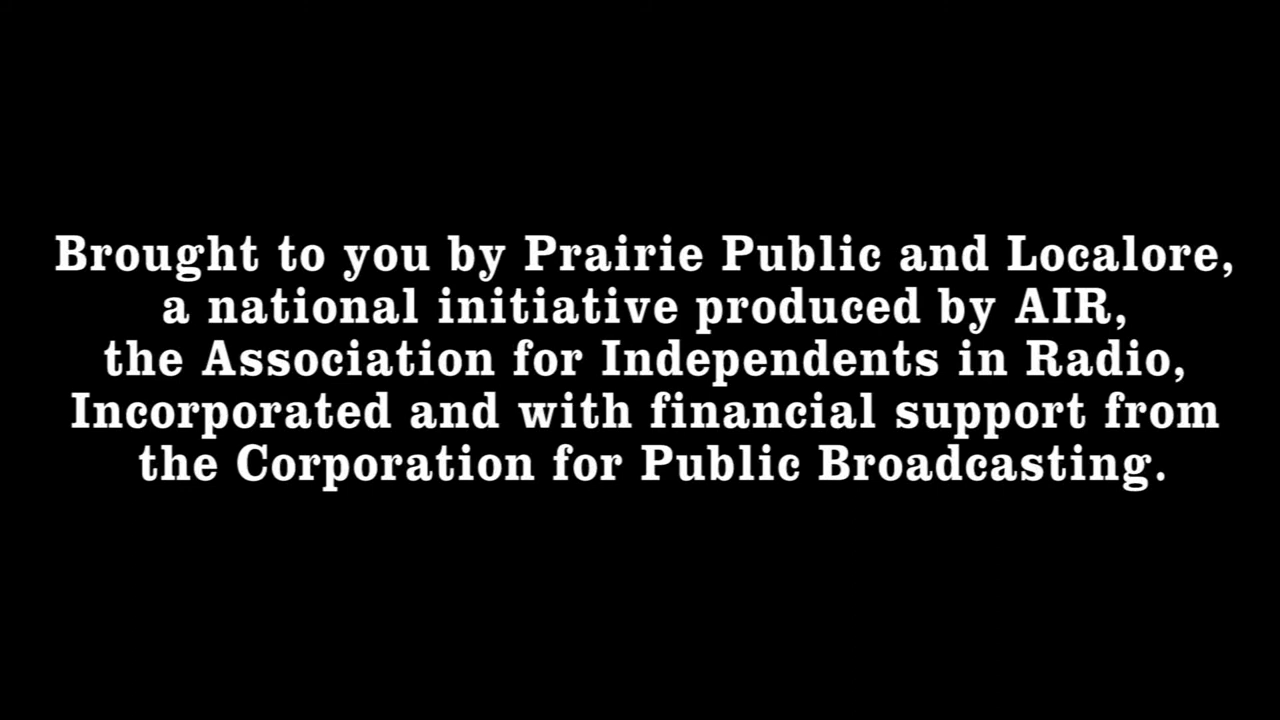 Brought to you by Prairie Public and Localore,
a national initiative produced by AIR,
the Association for Independents in Radio,
Incorporated and with financial support from
the Corporation for Public Broadcasting.